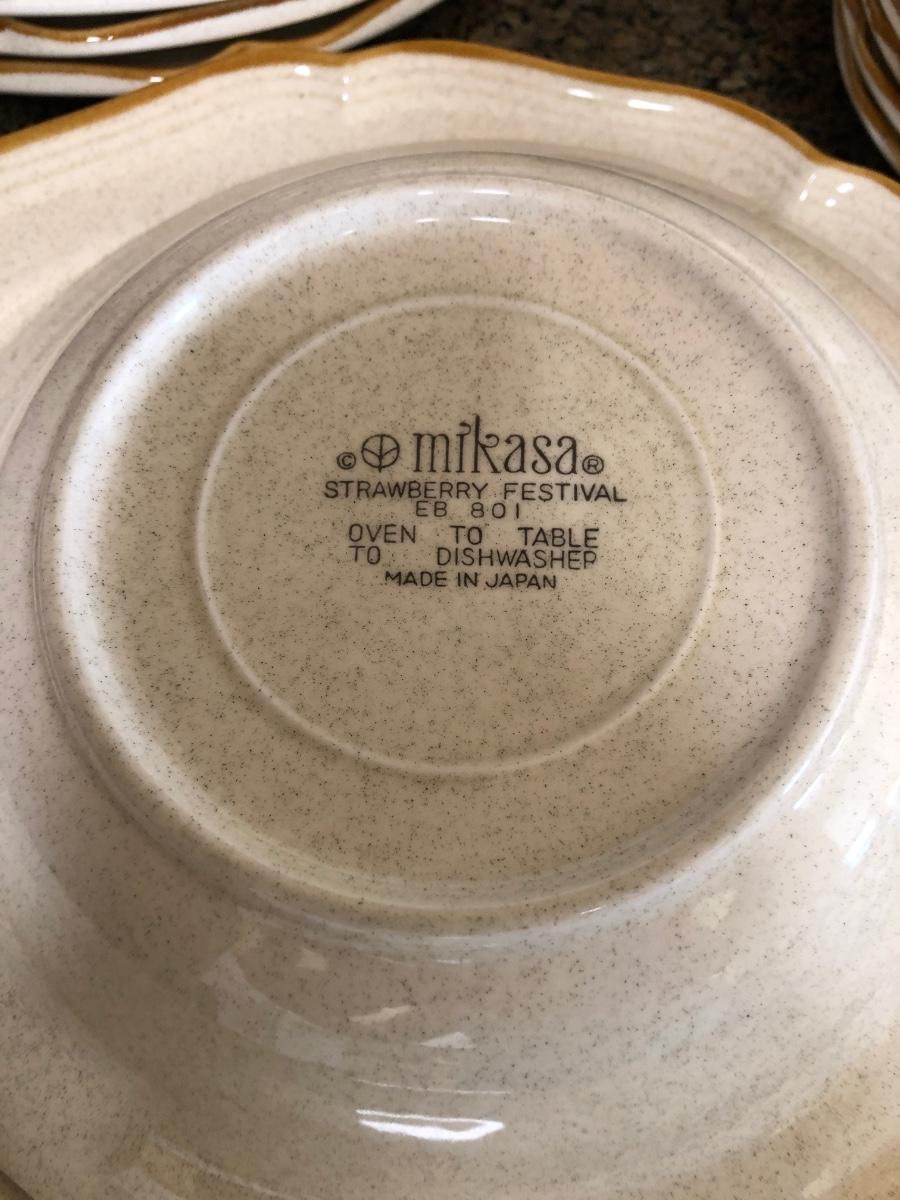 © mikasa®
STRAWBERRY FESTIVAL
EB 801
OVEN TO TABLE
TO DISHWASHER
MADE IN JAPAN